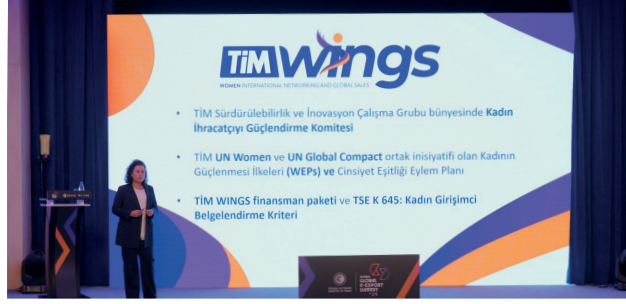 TİM Wings
WOMEN INTERNATIONAL NETWORKING AND GLOBAL SALES
• TİM Sürdürülebilirlik ve İnovasyon Çalışma Grubu bünyesinde Kadın
İhracatçıyı Güçlendirme Komitesi
• TİM UN Women ve UN Global Compact ortak inisiyatifi olan Kadının
Güçlenmesi İlkeleri (WEPs) ve Cinsiyet Eşitliği Eylem Planı
• TİM WINGS finansman paketi ve TSE K 645: Kadın Girişimci
Belgelendirme Kriteri
GLOBAL
E-EXPORT
SUMMIT